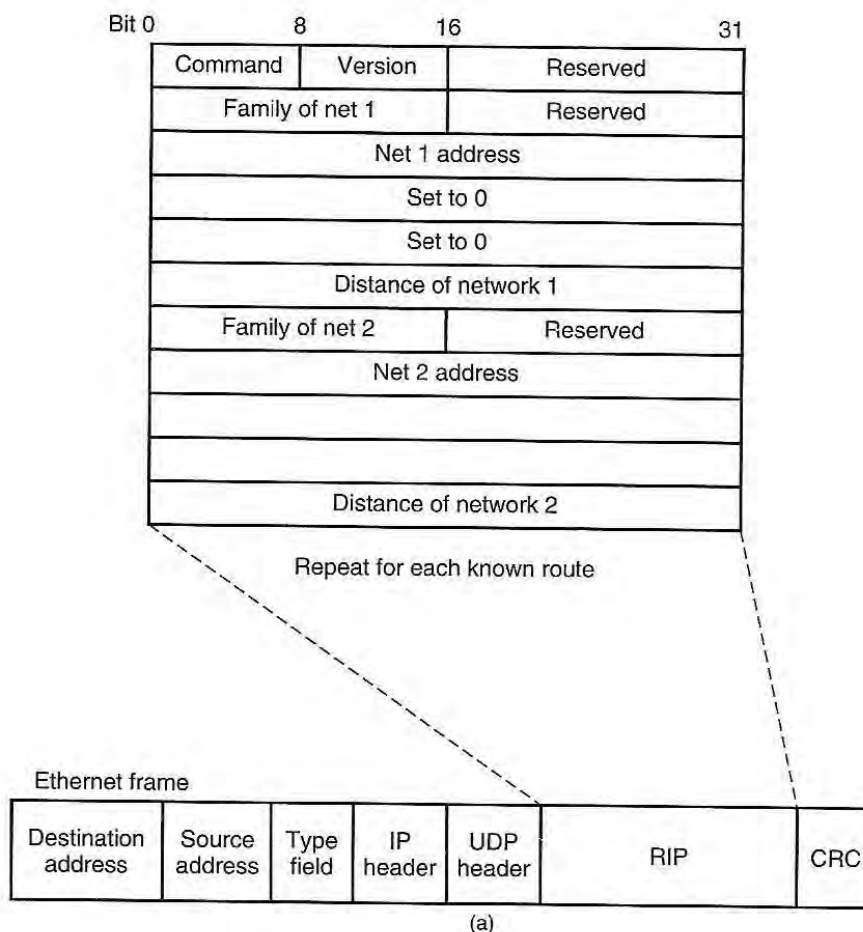 Bit 0 8 16 31
Command Version Reserved
Family of net 1 Reserved
Net 1 address
Set to 0
Set to 0
Distance of network 1
Family of net 2 Reserved
Net 2 address
Distance of network 2
Repeat for each known route
Ethernet frame
Destination address
Source address
Type field
IP header
UDP header
RIP
CRC
(a)